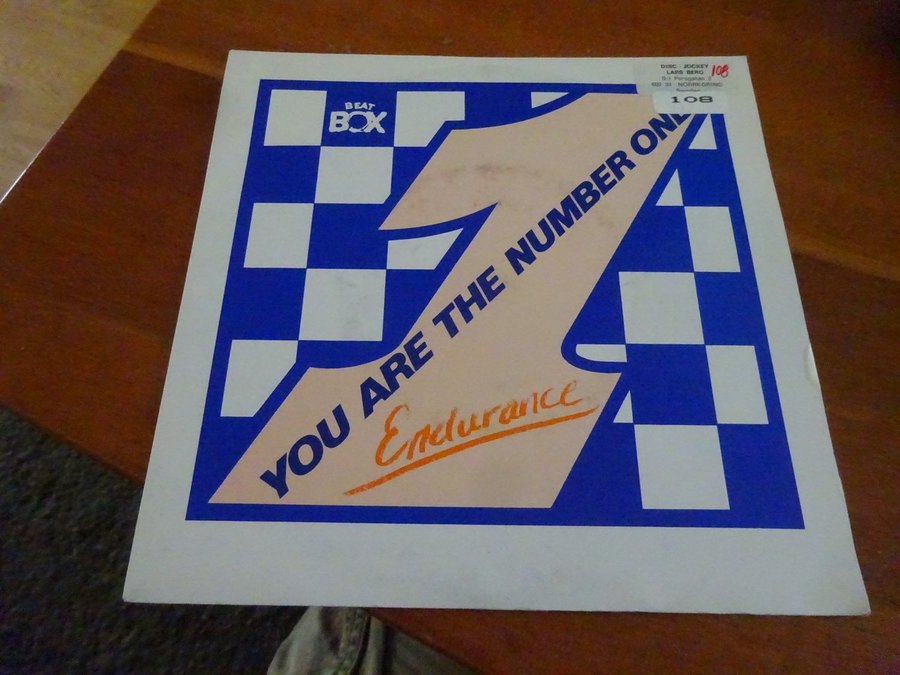 BEAT
BOX
DISC - JOCKEY
LARS BERG 108
NORRKÖPING
108
YOU ARE THE NUMBER ONE
Endurance